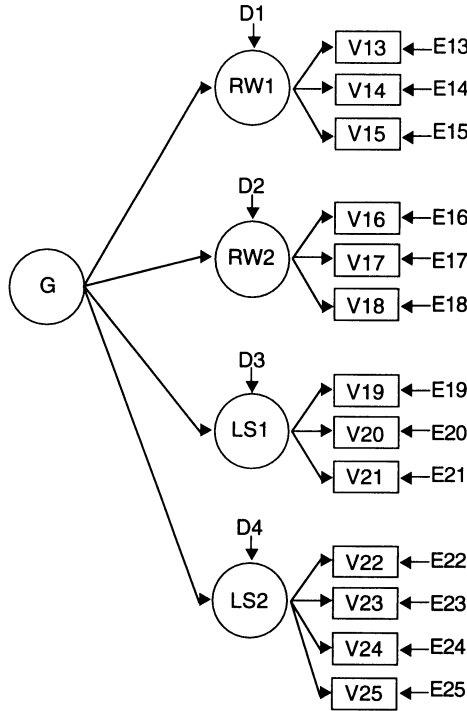 D1
RW1
V13 E13
V14 E14
V15 E15
D2
RW2
V16 E16
V17 E17
V18 E18
G
D3
LS1
V19 E19
V20 E20
V21 E21
D4
LS2
V22 E22
V23 E23
V24 E24
V25 E25